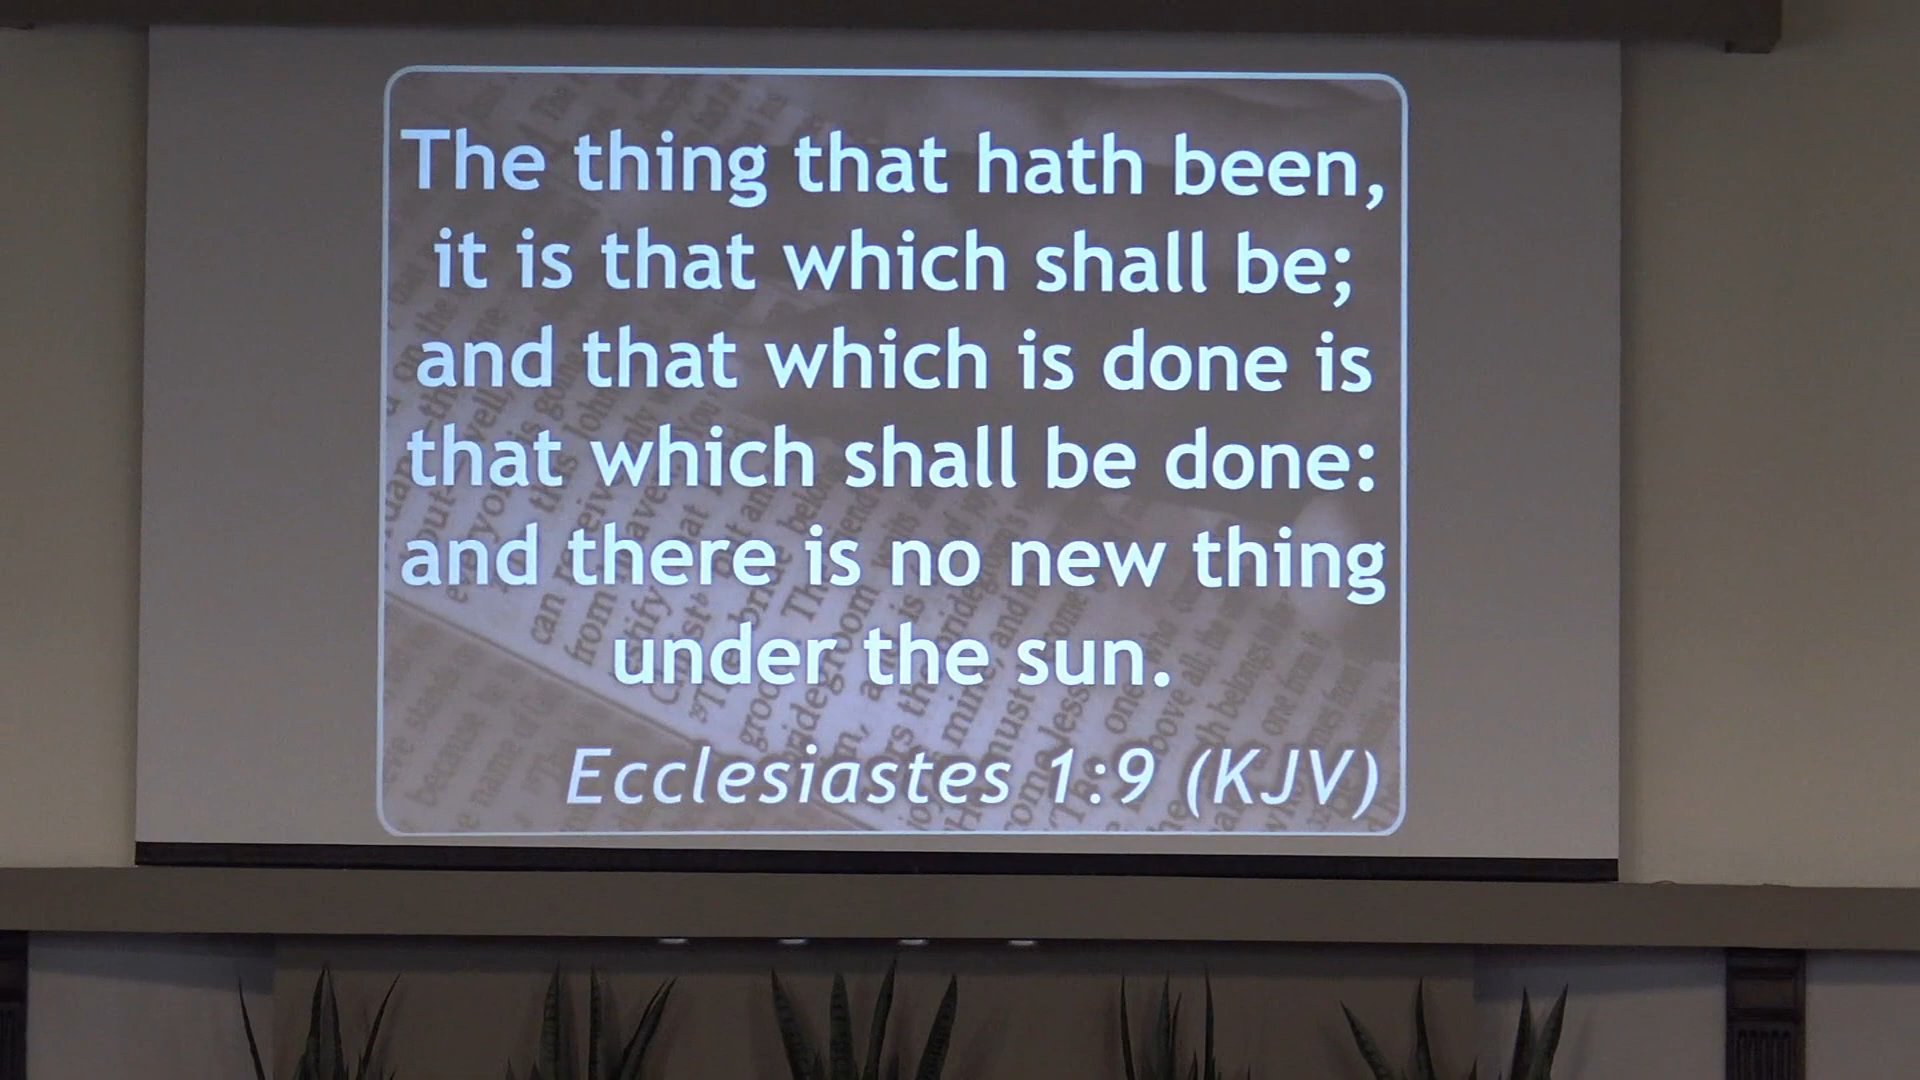 The thing that hath been,
it is that which shall be;
and that which is done is
that which shall be done:
and there is no new thing
under the sun.
Ecclesiastes 1:9 (KJV)